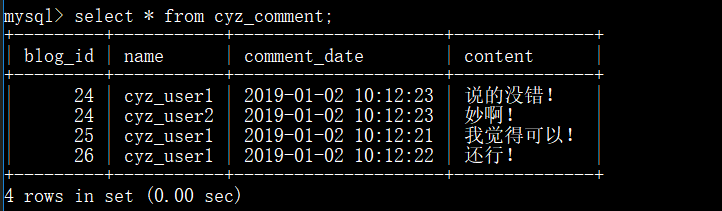 mysql> select * from cyz_comment;
+---------+-----------+---------------------+--------------+
| blog_id | name      | comment_date        | content      |
+---------+-----------+---------------------+--------------+
|      24 | cyz_user1 | 2019-01-02 10:12:23 | 说的没错！   |
|      24 | cyz_user2 | 2019-01-02 10:12:23 | 妙啊！       |
|      25 | cyz_user1 | 2019-01-02 10:12:21 | 我觉得可以！ |
|      26 | cyz_user1 | 2019-01-02 10:12:22 | 还行！       |
+---------+-----------+---------------------+--------------+
4 rows in set (0.00 sec)